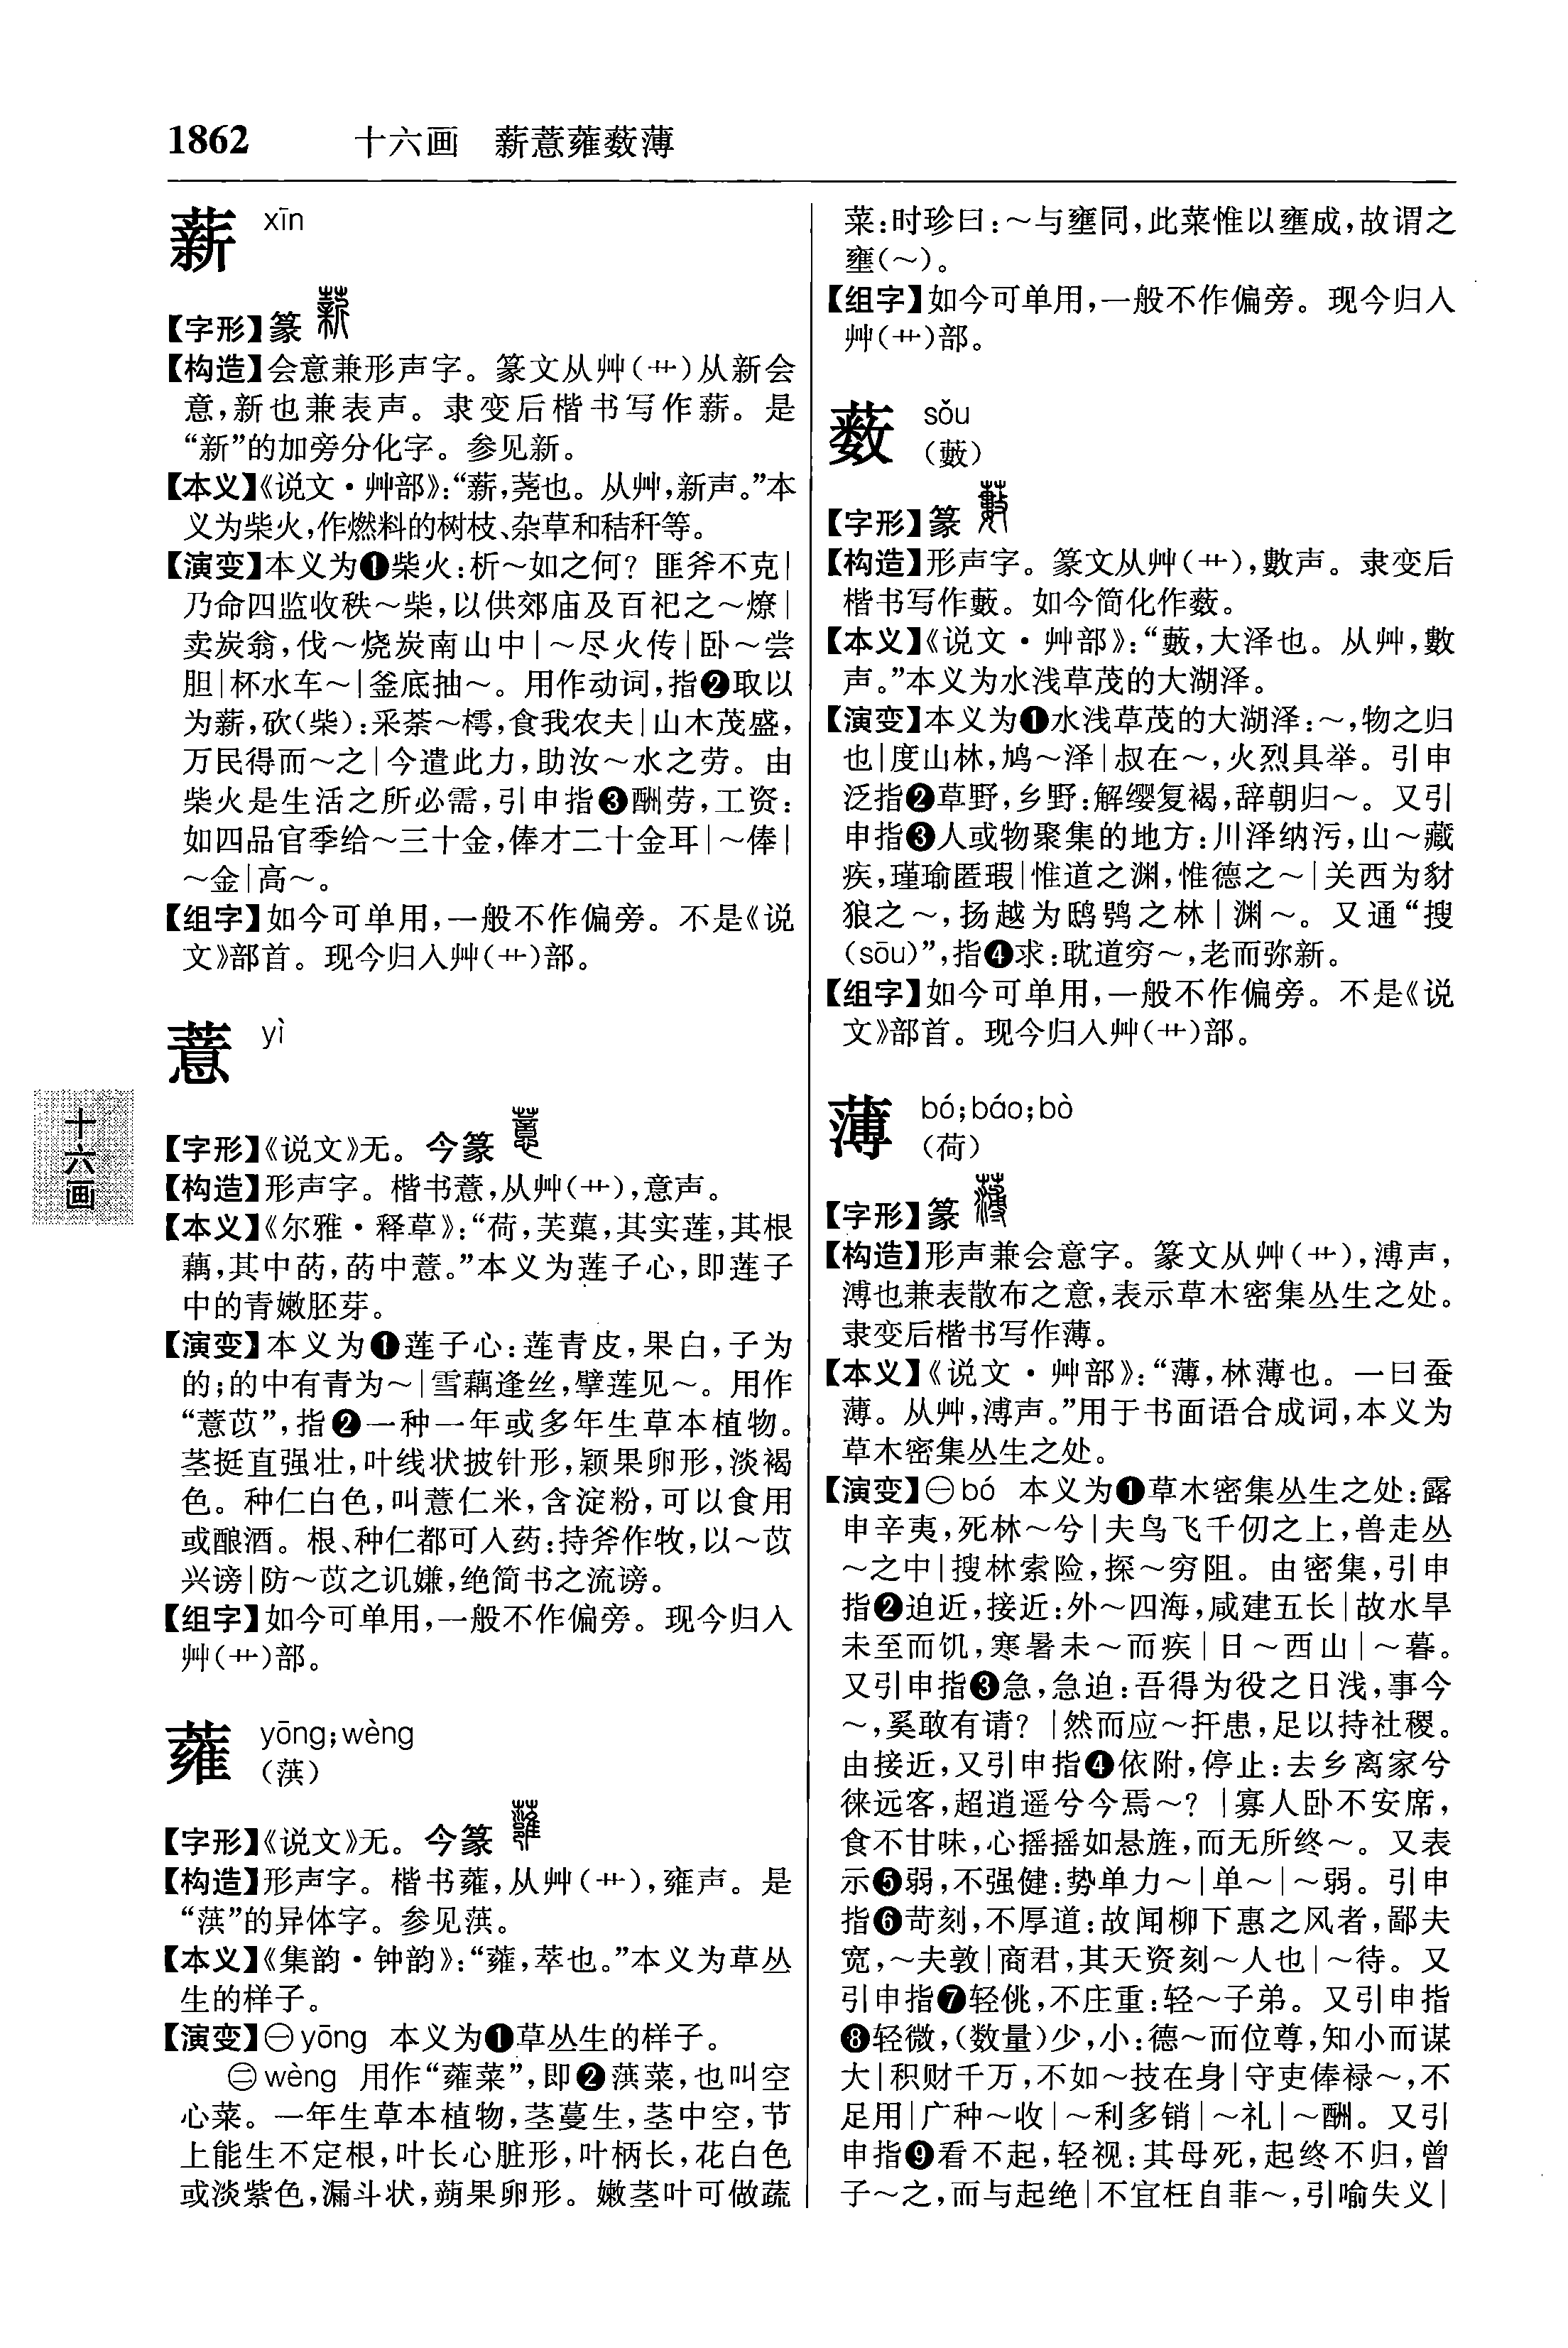 1862 十六画 薪薏蕹薮薄
薪 xīn
【字形】篆
【构造】会意兼形声字。篆文从艸(艹)从新会
意,新也兼表声。隶变后楷书写作薪。是
“新”的加旁分化字。参见新。
【本义】《说文·艸部》:“薪,荛也。从艸,新声。”本
义为柴火,作燃料的树枝、杂草和秸秆等。
【演变】本义为❶柴火:析～如之何?匪斧不克|
乃命四监收秩～柴,以供郊庙及百祀之～燎|
卖炭翁,伐～烧炭南山中|～尽火传|卧～尝
胆|杯水车～|釜底抽～。用作动词,指❷取以
为薪,砍(柴):采荼～樗,食我农夫|山木茂盛,
万民得而～之|今遣此力,助汝～水之劳。由
柴火是生活之所必需,引申指❸酬劳,工资:
如四品官季给～三十金,俸才二十金耳|～俸|
～金|高～。
【组字】如今可单用,一般不作偏旁。不是《说
文》部首。现今归入艸(艹)部。
薏 yì
【字形】《说文》无。今篆
【构造】形声字。楷书薏,从艸(艹),意声。
【本义】《尔雅·释草》:“荷,芙蕖,其实莲,其根
藕,其中菂,菂中薏。”本义为莲子心,即莲子
中的青嫩胚芽。
【演变】本义为❶莲子心:莲青皮,果白,子为
的;的中有青为～|雪藕逢丝,擘莲见～。用作
“薏苡”,指❷一种一年或多年生草本植物。
茎挺直强壮,叶线状披针形,颖果卵形,淡褐
色。种仁白色,叫薏仁米,含淀粉,可以食用
或酿酒。根、种仁都可入药:持斧作牧,以～苡
兴谤|防～苡之讥嫌,绝简书之流谤。
【组字】如今可单用,一般不作偏旁。现今归入
艸(艹)部。
蕹 yōng;wèng
(蕻)
【字形】《说文》无。今篆
【构造】形声字。楷书蕹,从艸(艹),雍声。是
“蕻”的异体字。参见蕻。
【本义】《集韵·钟韵》:“蕹,萃也。”本义为草丛
生的样子。
【演变】㊀yōng 本义为❶草丛生的样子。
㊁wèng 用作“蕹菜”,即❷蕻菜,也叫空
心菜。一年生草本植物,茎蔓生,茎中空,节
上能生不定根,叶长心脏形,叶柄长,花白色
或淡紫色,漏斗状,蒴果卵形。嫩茎叶可做蔬
菜:时珍曰:～与壅同,此菜惟以壅成,故谓之
壅(～)。
【组字】如今可单用,一般不作偏旁。现今归入
艸(艹)部。
薮 sǒu
(藪)
【字形】篆
【构造】形声字。篆文从艸(艹),數声。隶变后
楷书写作藪。如今简化作薮。
【本义】《说文·艸部》:“藪,大泽也。从艸,數
声。”本义为水浅草茂的大湖泽。
【演变】本义为❶水浅草茂的大湖泽:～,物之归
也|度山林,鸠～泽|叔在～,火烈具举。引申
泛指❷草野,乡野:解缨复褐,辞朝归～。又引
申指❸人或物聚集的地方:川泽纳污,山～藏
疾,瑾瑜匿瑕|惟道之渊,惟德之～|关西为豺
狼之～,扬越为鸱鸮之林|渊～。又通“搜
(sōu)”,指❹求:耽道穷～,老而弥新。
【组字】如今可单用,一般不作偏旁。不是《说
文》部首。现今归入艸(艹)部。
薄 bó;báo;bò
(荷)
【字形】篆
【构造】形声兼会意字。篆文从艸(艹),溥声,
溥也兼表散布之意,表示草木密集丛生之处。
隶变后楷书写作薄。
【本义】《说文·艸部》:“薄,林薄也。一曰蚕
薄。从艸,溥声。”用于书面语合成词,本义为
草木密集丛生之处。
【演变】㊀bó 本义为❶草木密集丛生之处:露
申辛夷,死林～兮|夫鸟飞千仞之上,兽走丛
～之中|搜林索险,探～穷阻。由密集,引申
指❷迫近,接近:外～四海,咸建五长|故水旱
未至而饥,寒暑未～而疾|日～西山|～暮。
又引申指❸急,急迫:吾得为役之日浅,事今
～,奚敢有请?|然而应～扞患,足以持社稷。
由接近,又引申指❹依附,停止:去乡离家兮
徕远客,超逍遥兮今焉～?|寡人卧不安席,
食不甘味,心摇摇如悬旌,而无所终～。又表
示❺弱,不强健:势单力～|单～|～弱。引申
指❻苛刻,不厚道:故闻柳下惠之风者,鄙夫
宽,～夫敦|商君,其天资刻～人也|～待。又
引申指❼轻佻,不庄重:轻～子弟。又引申指
❽轻微,(数量)少,小:德～而位尊,知小而谋
大|积财千万,不如～技在身|守吏俸禄～,不
足用|广种～收|～利多销|～礼|～酬。又引
申指❾看不起,轻视:其母死,起终不归,曾
子～之,而与起绝|不宜枉自菲～,引喻失义|
十六画